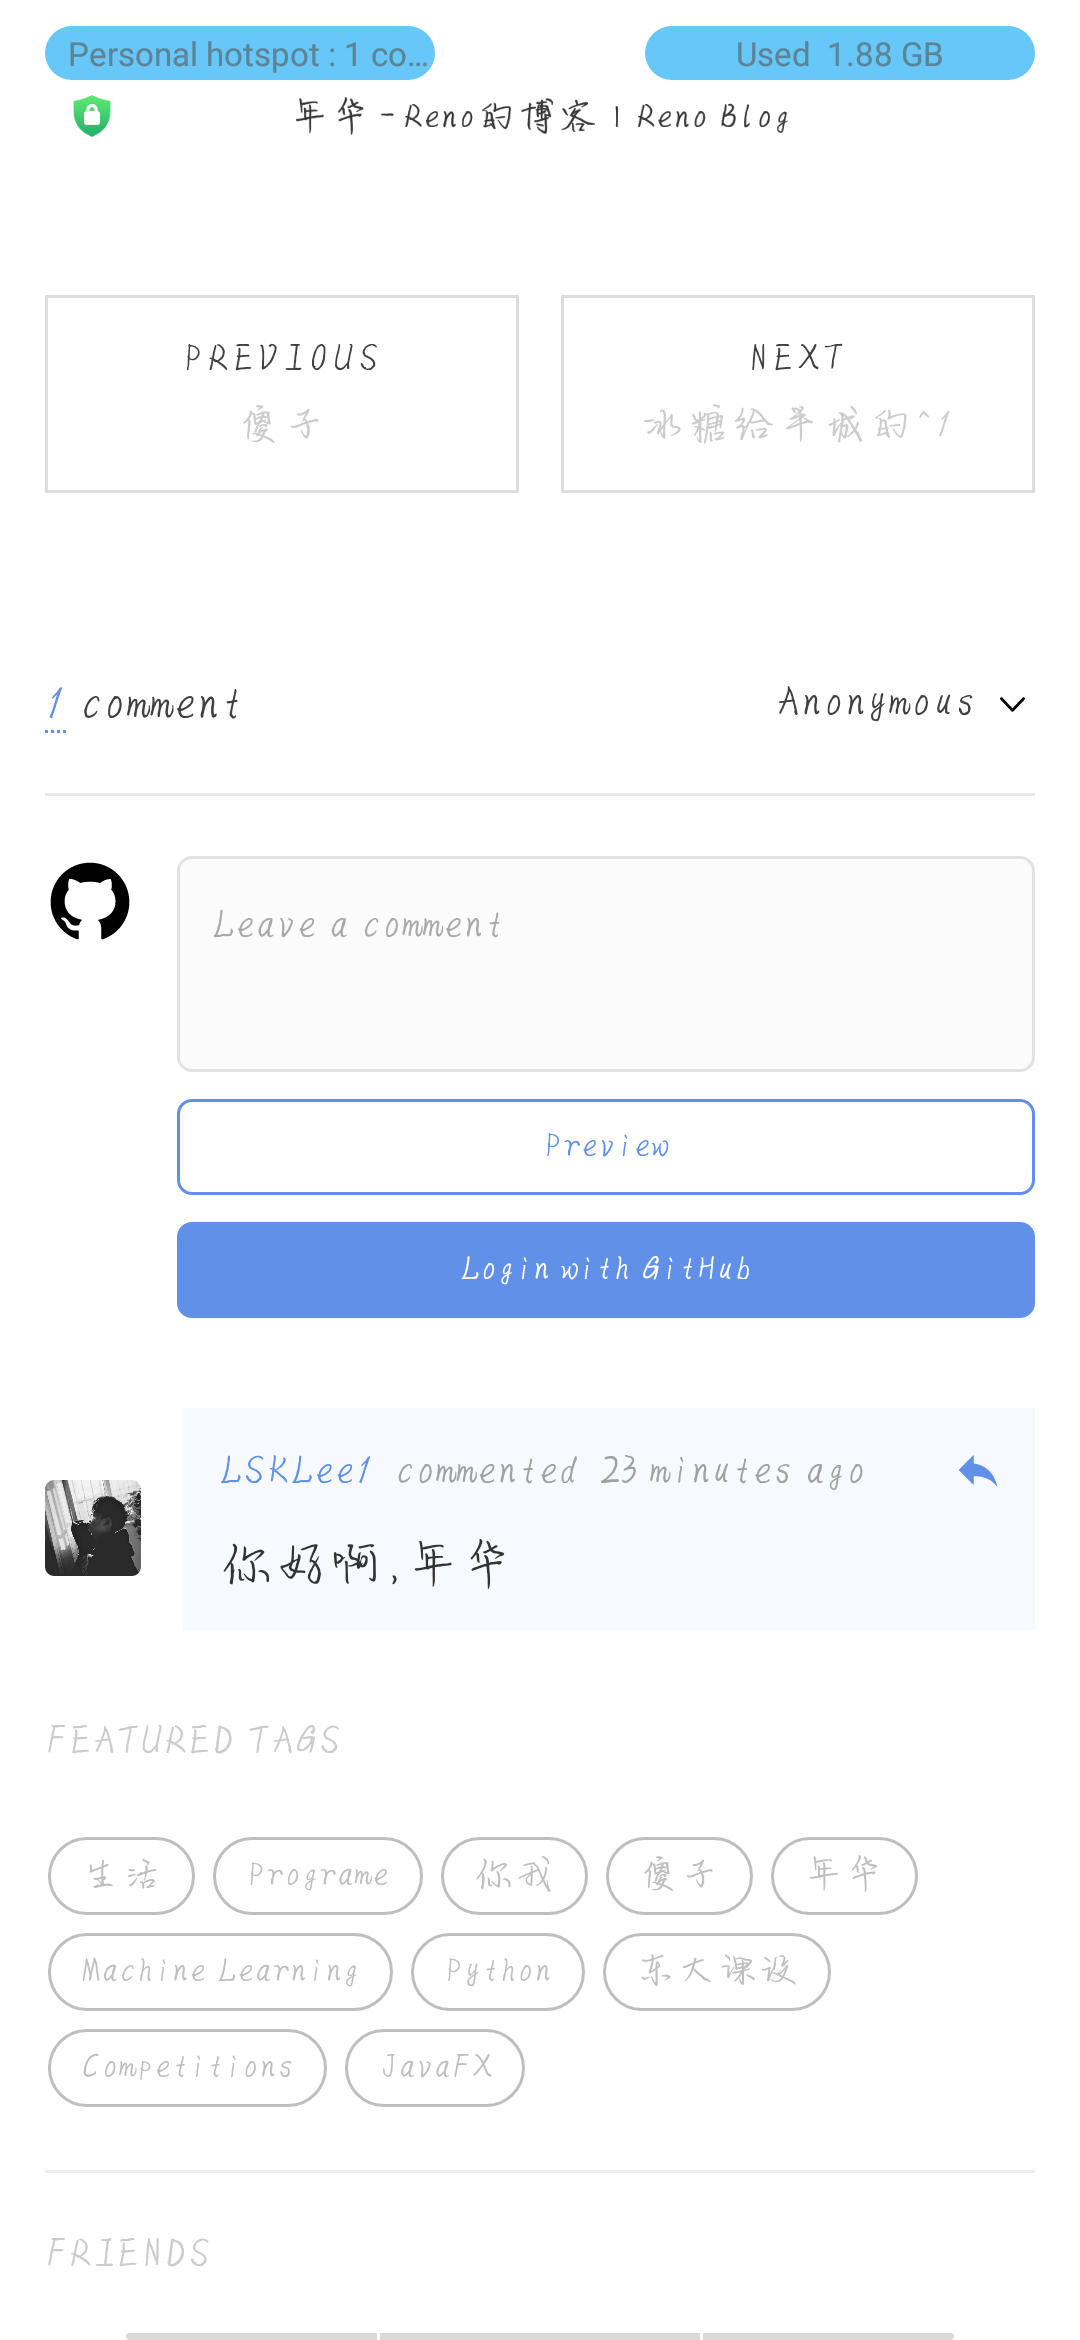 Personal hotspot : 1 co...
Used 1.88 GB
年华 - Reno的博客 | Reno Blog
PREVIOUS
傻子
NEXT
冰糖给羊城的^1
1 comment
Anonymous
Leave a comment
Preview
Login with GitHub
LSKLee1 commented 23 minutes ago
你好啊,年华
FEATURED TAGS
生活 Programe 你我 傻子 年华
Machine Learning Python 东大课设
Competitions JavaFX
FRIENDS